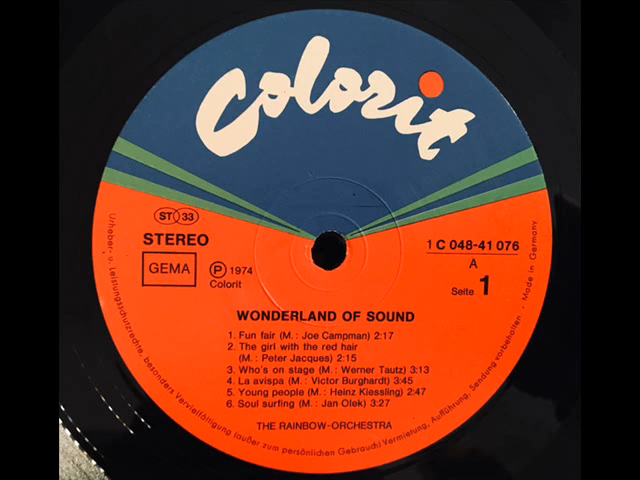 Colorit
ST 33
STEREO
GEMA
P 1974
Colorit
1 C 048-41 076
A
Seite 1
WONDERLAND OF SOUND
1. Fun fair (M.: Joe Campman) 2:17
2. The girl with the red hair
(M.: Peter Jacques) 2:15
3. Who's on stage (M.: Werner Tautz) 3:13
4. La avispa (M.: Victor Burghardt) 3:45
5. Young people (M.: Heinz Kiessling) 2:47
6. Soul surfing (M.: Jan Olek) 3:27
THE RAINBOW-ORCHESTRA
Urheber- u. Leistungsschutzrechte, besonders Vervielfältigung (außer zum persönlichen Gebrauch) Vermietung, Aufführung, Sendung vorbehalten · Made in Germany